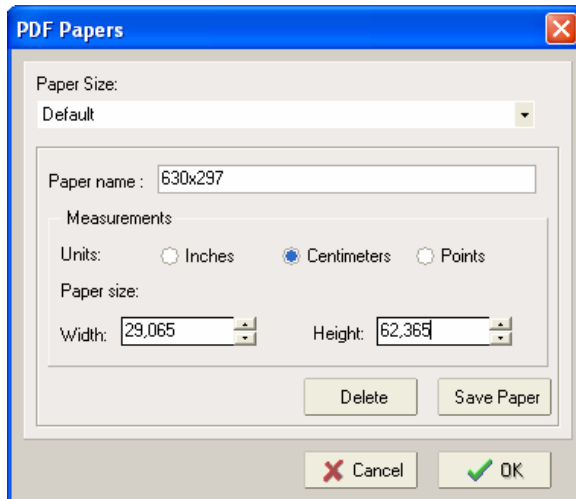 PDF Papers
Paper Size:
Default
Paper name : 630x297
Measurements
Units: Inches Centimeters Points
Paper size:
Width: 29,065 Height: 62,365
Delete Save Paper
Cancel OK